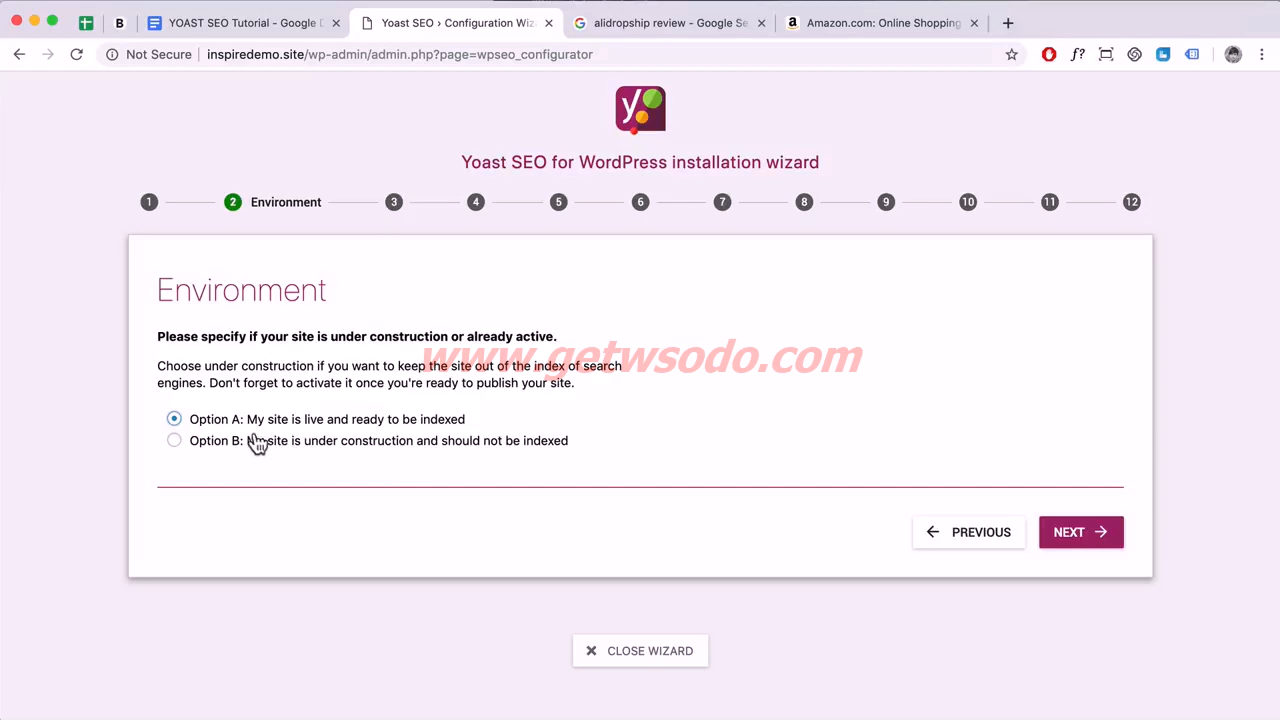 YOAST SEO Tutorial - Google D
Yoast SEO › Configuration Wiz
alidropship review - Google Se
Amazon.com: Online Shopping
Not Secure
inspiredemo.site/wp-admin/admin.php?page=wpseo_configurator
Yoast SEO for WordPress installation wizard
1 2 Environment 3 4 5 6 7 8 9 10 11 12
Environment
Please specify if your site is under construction or already active.
www.getwsodo.com
Choose under construction if you want to keep the site out of the index of search
engines. Don't forget to activate it once you're ready to publish your site.
Option A: My site is live and ready to be indexed
Option B: My site is under construction and should not be indexed
PREVIOUS
NEXT
CLOSE WIZARD